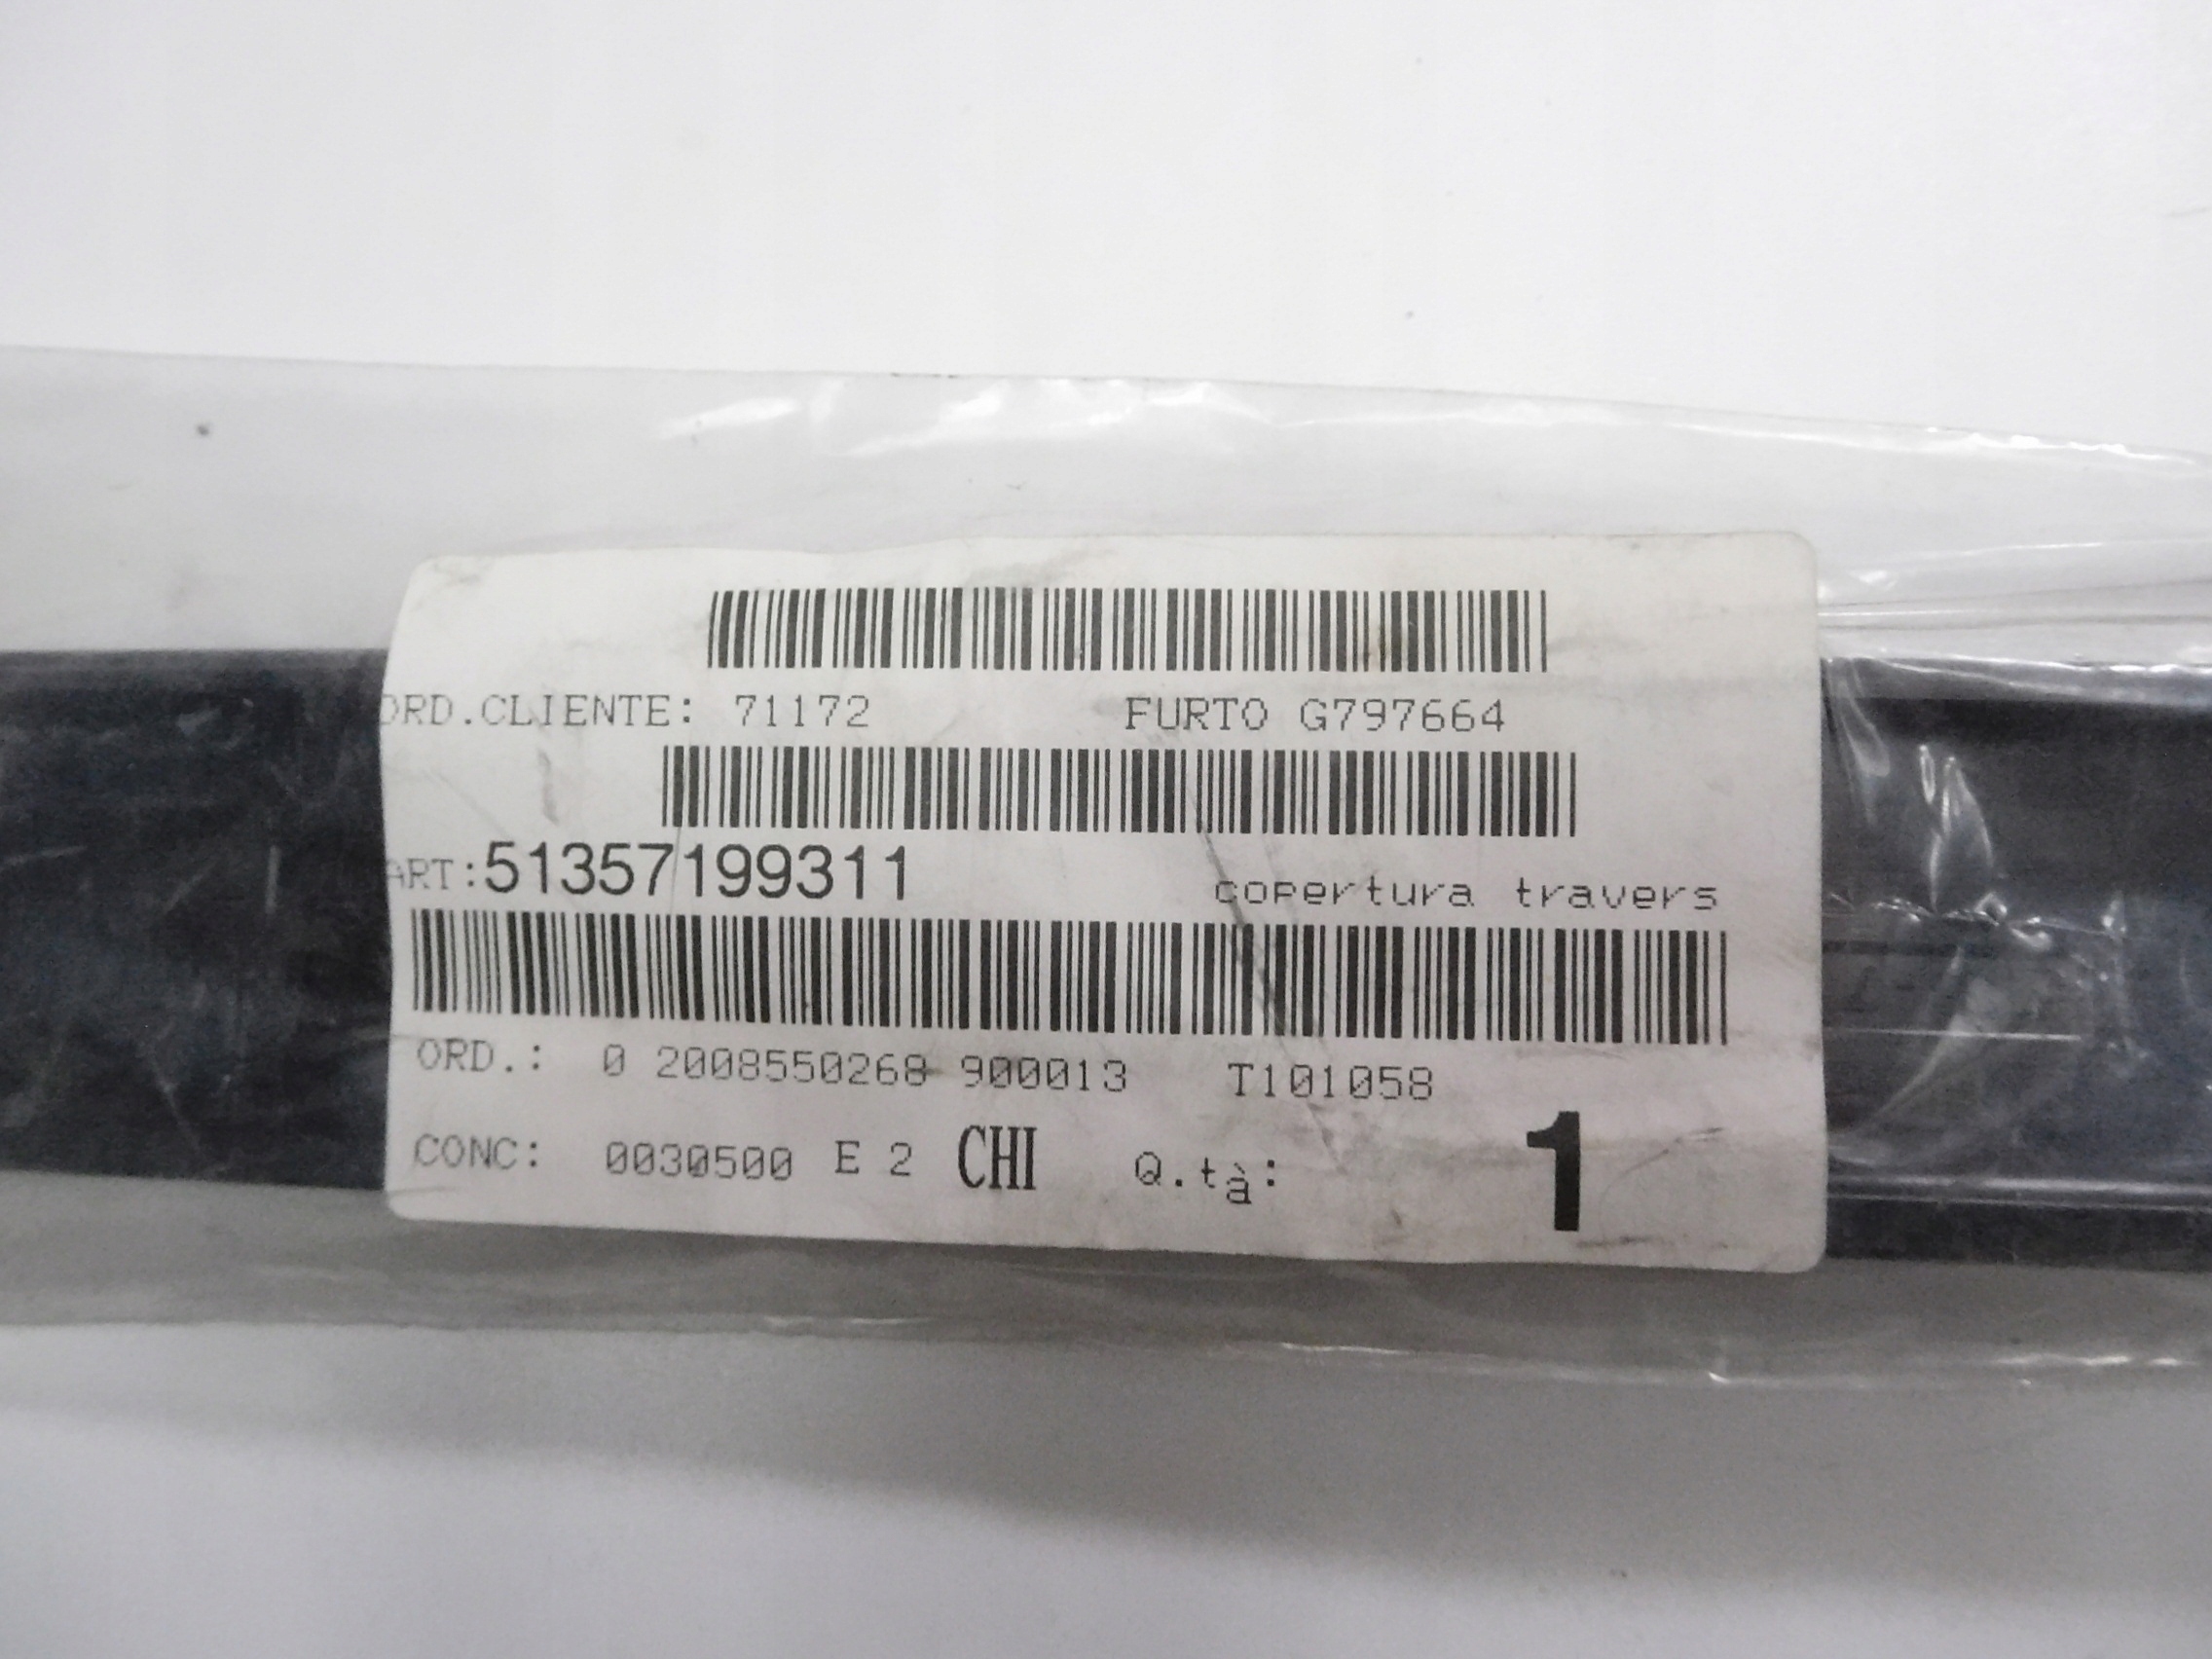 ORD.CLIENTE: 71172 FURTO G797664
ART:51357199311 copertura travers
ORD.: 0 2008550268 900013 T101058
CONC: 0030500 E 2 CHI Q.tà: 1